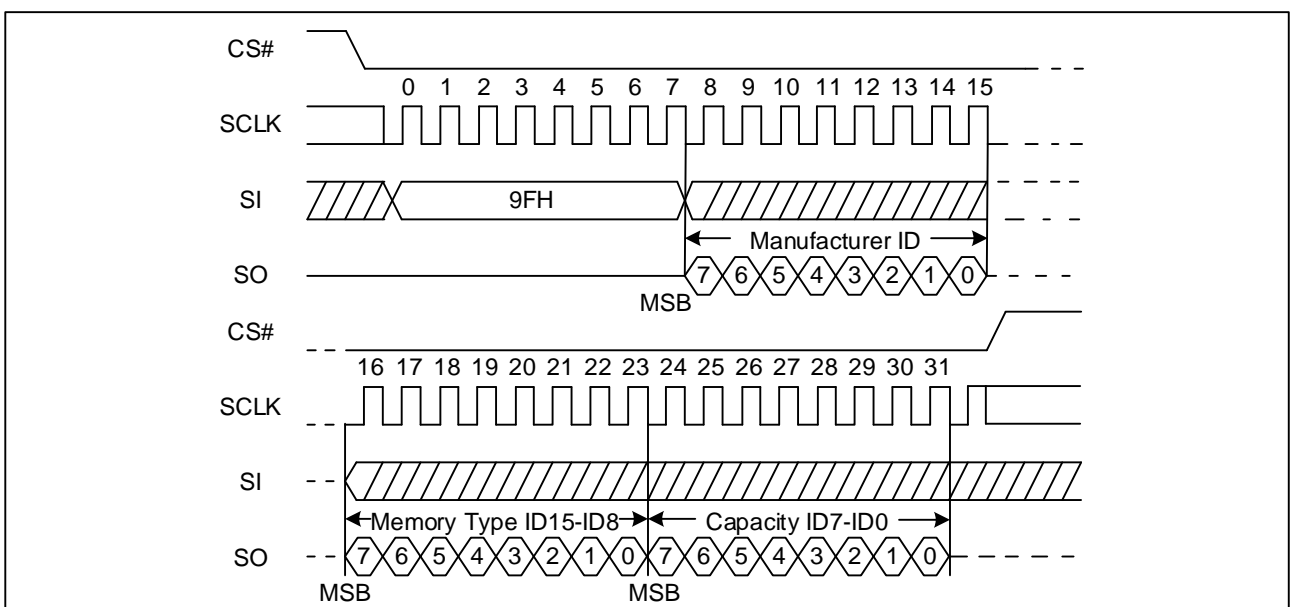 CS#
0 1 2 3 4 5 6 7 8 9 10 11 12 13 14 15
SCLK
SI 9FH
Manufacturer ID
SO 7 6 5 4 3 2 1 0
MSB
CS#
16 17 18 19 20 21 22 23 24 25 26 27 28 29 30 31
SCLK
SI
Memory Type ID15-ID8 Capacity ID7-ID0
SO 7 6 5 4 3 2 1 0 7 6 5 4 3 2 1 0
MSB MSB